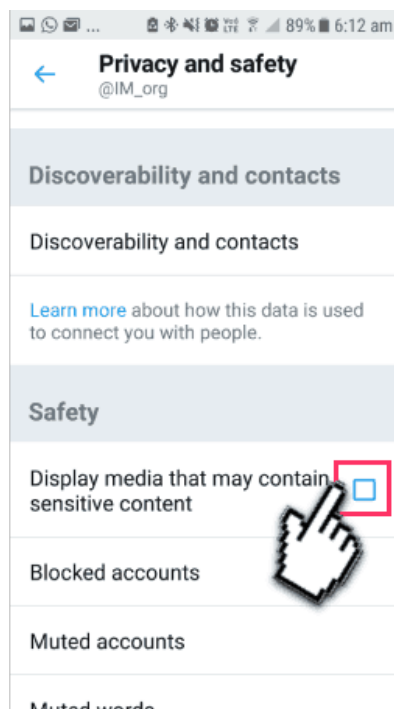 ... 89% 6:12 am
Privacy and safety
@IM_org
Discoverability and contacts
Discoverability and contacts
Learn more about how this data is used
to connect you with people.
Safety
Display media that may contain
sensitive content
Blocked accounts
Muted accounts
Muted words